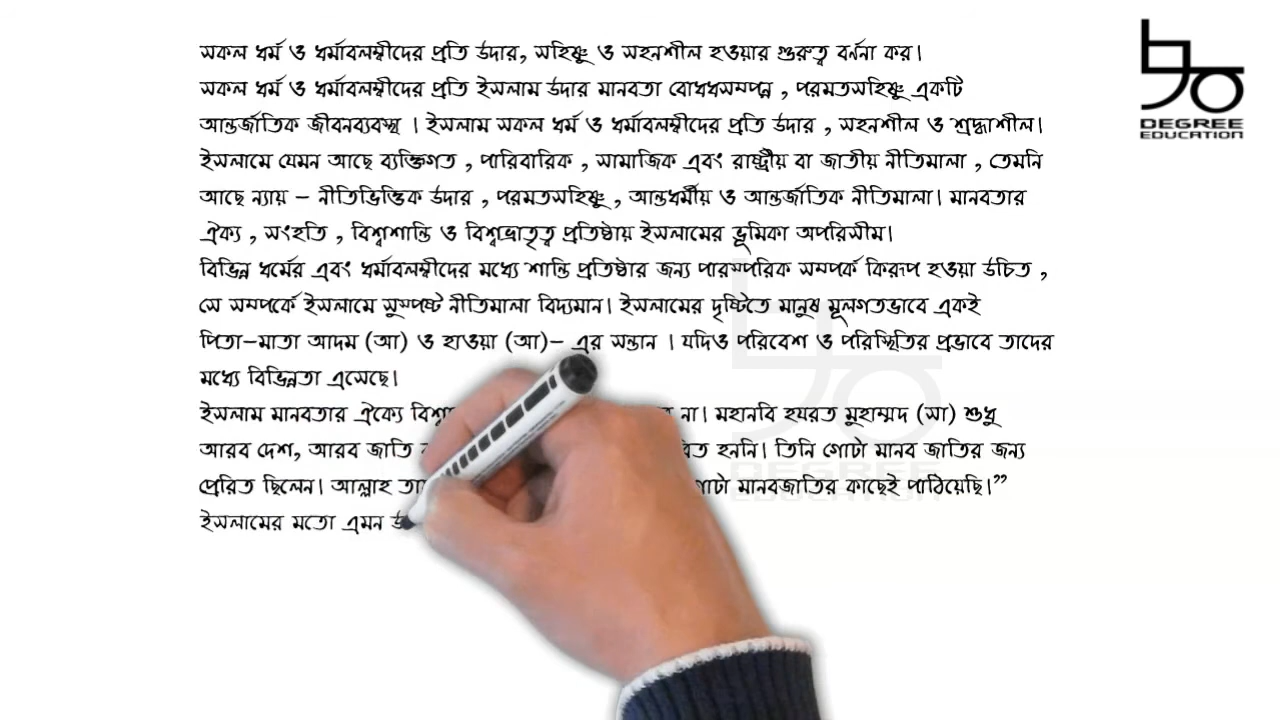 সকল ধর্ম ও ধর্মাবলম্বীদের প্রতি উদার, সহিষ্ণু ও সহনশীল হওয়ার গুরুত্ব বর্ননা কর।
সকল ধর্ম ও ধর্মাবলম্বীদের প্রতি ইসলাম উদার মানবতা বোধধসম্পন্ন , পরমতসহিষ্ণু একটি
আন্তর্জাতিক জীবনব্যবস্থ । ইসলাম সকল ধর্ম ও ধর্মাবলম্বীদের প্রতি উদার , সহনশীল ও শ্রদ্ধাশীল।
ইসলামে যেমন আছে ব্যক্তিগত , পারিবারিক , সামাজিক এবং রাষ্ট্রীয় বা জাতীয় নীতিমালা , তেমনি
আছে ন্যায় – নীতিভিত্তিক উদার , পরমতসহিষ্ণু , আন্তধর্মীয় ও আন্তর্জাতিক নীতিমালা। মানবতার
ঐক্য , সংহতি , বিশ্বশান্তি ও বিশ্বভ্রাতৃত্ব প্রতিষ্ঠায় ইসলামের ভূমিকা অপরিসীম।
বিভিন্ন ধর্মের এবং ধর্মাবলম্বীদের মধ্যে শান্তি প্রতিষ্ঠার জন্য পারস্পরিক সম্পর্ক কিরূপ হওয়া উচিত ,
সে সম্পর্কে ইসলামে সুস্পষ্ট নীতিমালা বিদ্যমান। ইসলামের দৃষ্টিতে মানুষ মূলগতভাবে একই
পিতা-মাতা আদম (আ) ও হাওয়া (আ)- এর সন্তান । যদিও পরিবেশ ও পরিস্থিতির প্রভাবে তাদের
মধ্যে বিভিন্নতা এসেছে।
ইসলাম মানবতার ঐক্যে না। মহানবি হযরত মুহাম্মদ (সা) শুধু
আরব দেশ, আরব জাতি হননি। তিনি গোটা মানব জাতির জন্য
প্রেরিত ছিলেন। আল্লাহ মানবজাতির কাছেই পাঠিয়েছি।”
ইসলামের মতো এমন
DEGREE
EDUCATION